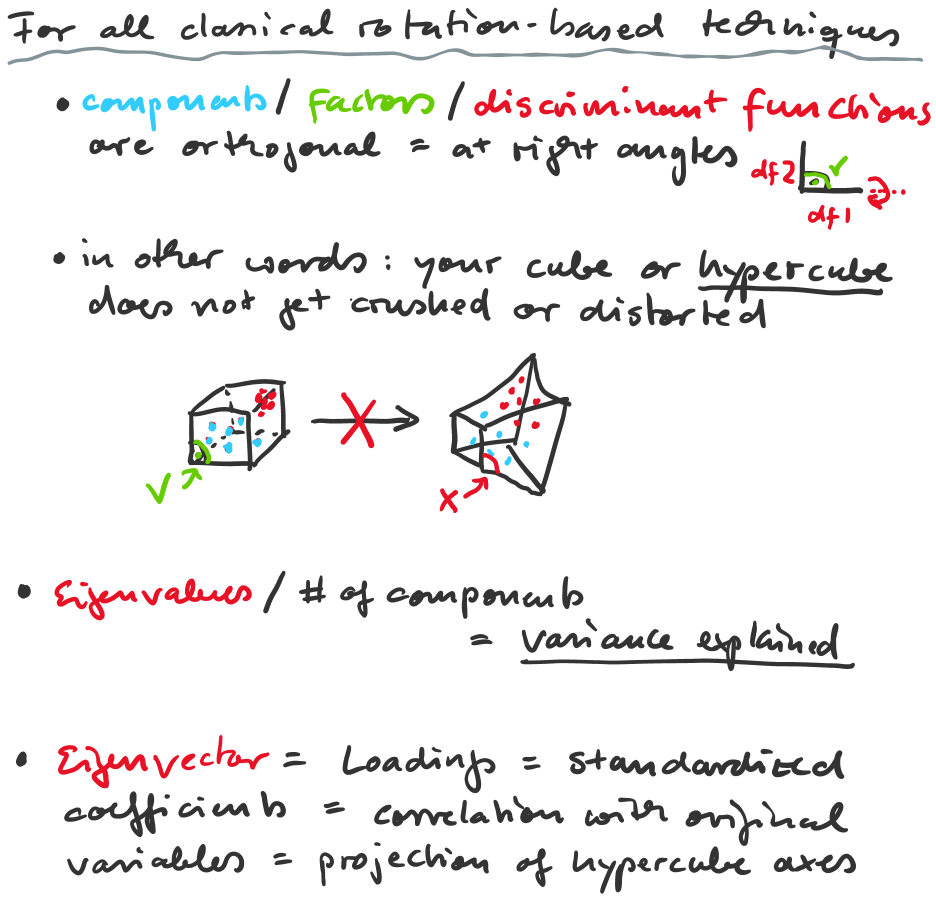 For all classical rotation-based techniques
• components / Factors / discriminant functions
are orthogonal = at right angles
df2 ✓
df1
• in other words: your cube or hypercube
does not get crushed or distorted
X
✓
X
• Eigenvalues / # of components
= variance explained
• Eigenvector = Loadings = standardized
coefficients = correlation with original
variables = projection of hypercube axes